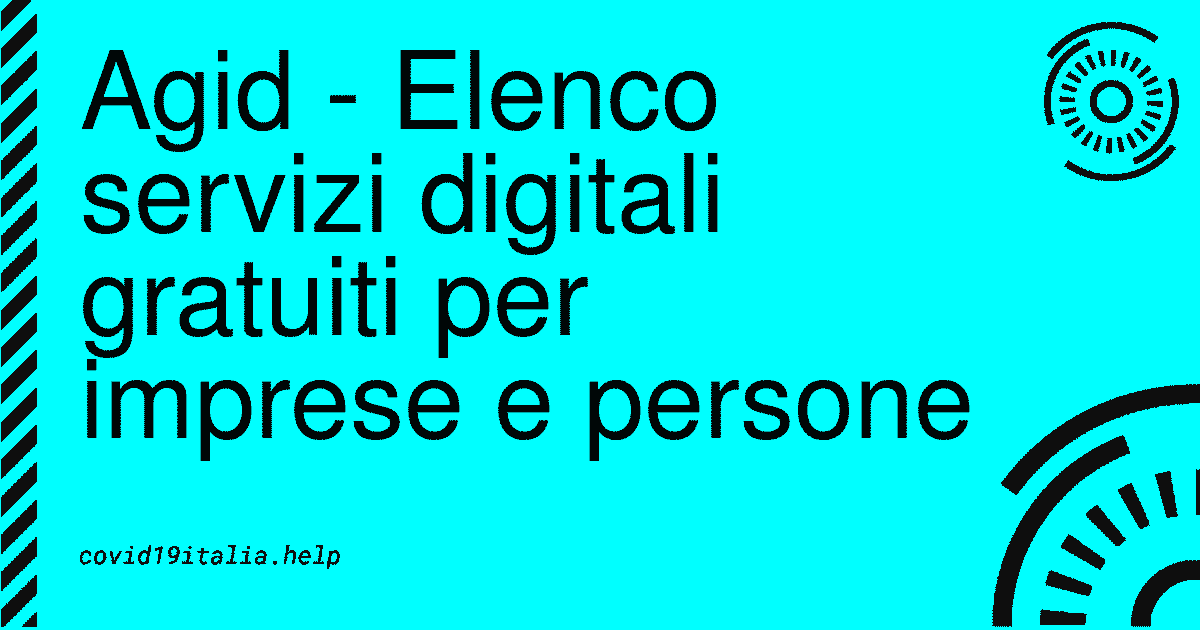 Agid - Elenco
servizi digitali
gratuiti per
imprese e persone
covid19italia.help